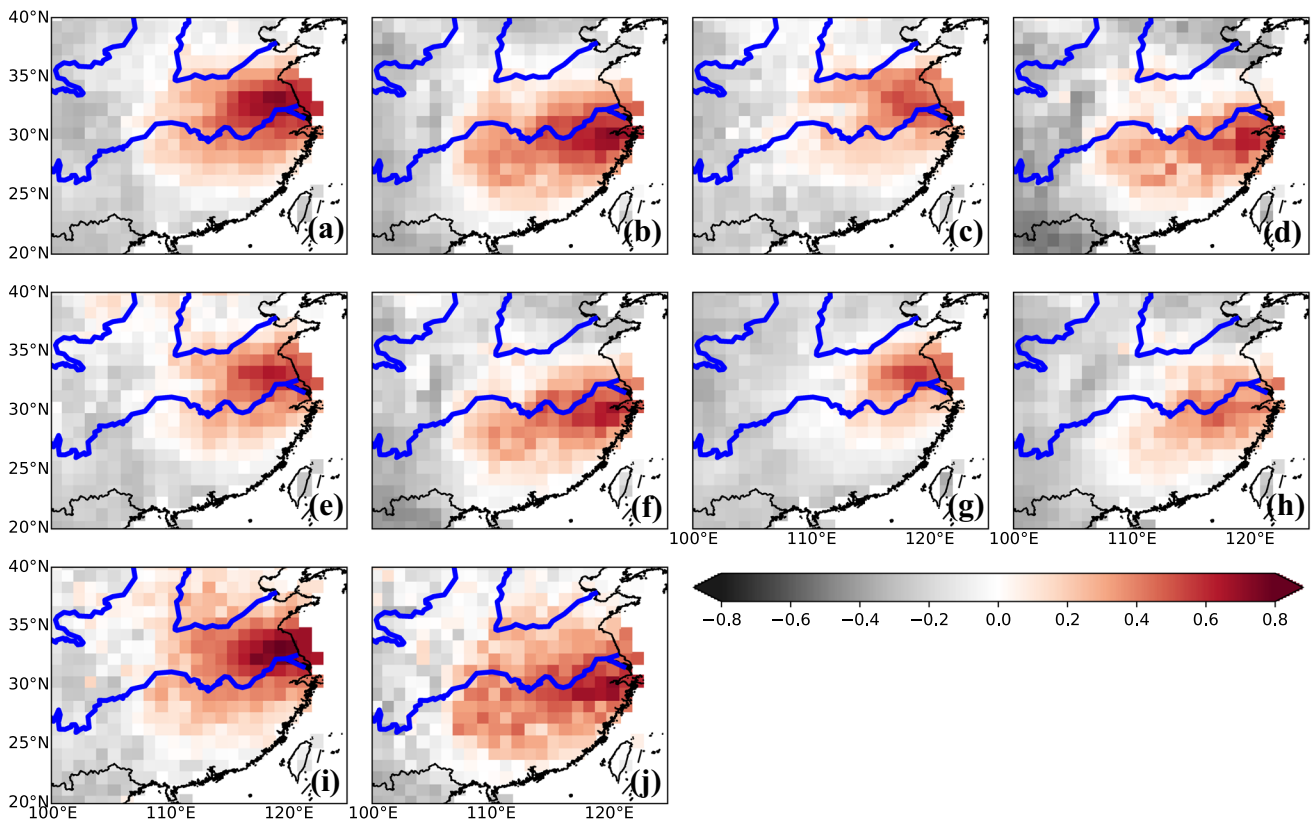 40°N
35°N
30°N
25°N
20°N
(a)
(b)
(c)
(d)
40°N
35°N
30°N
25°N
20°N
(e)
(f)
(g)
(h)
100°E 110°E 120°E 100°E 110°E 120°E
40°N
35°N
30°N
25°N
20°N
(i)
(j)
−0.8 −0.6 −0.4 −0.2 0.0 0.2 0.4 0.6 0.8
100°E 110°E 120°E 100°E 110°E 120°E